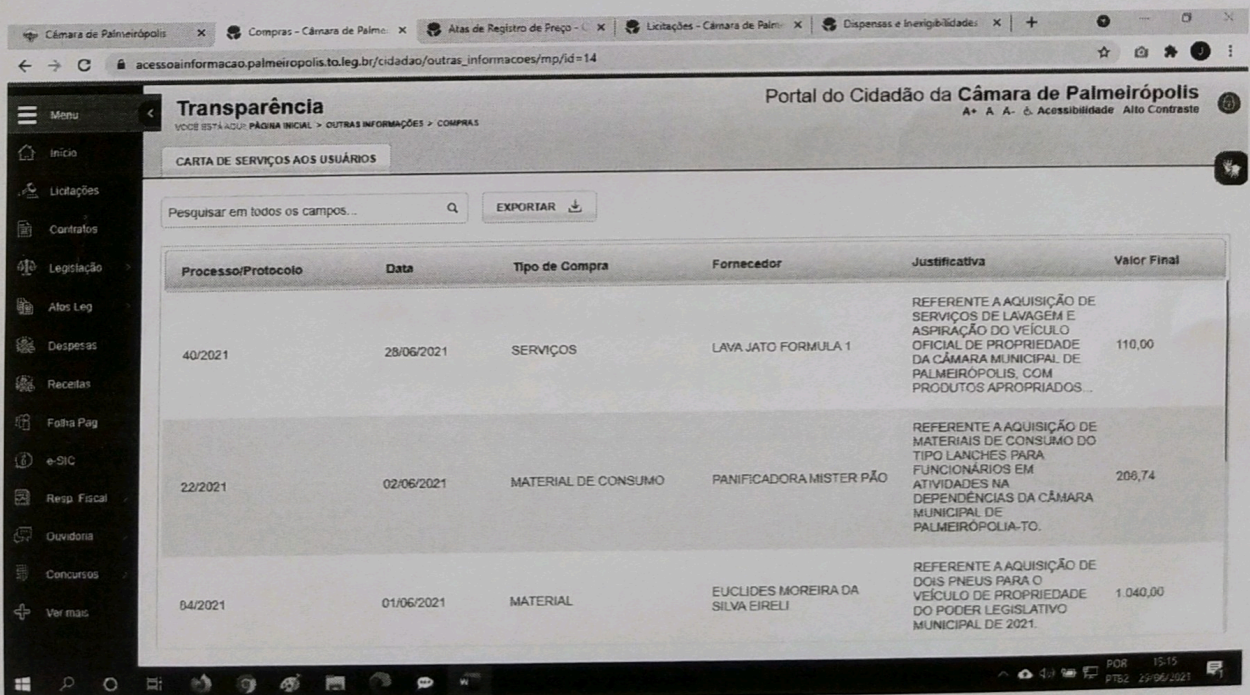 Câmara de Palmeirópolis
Compras - Câmara de Palme
Atas de Registro de Preço - C
Licitações - Câmara de Palm
Dispensas e Inexigibilidades
acessoainformacao.palmeiropolis.to.leg.br/cidadao/outras_informacoes/mp/id=14
J
Menu
Transparência
VOCÊ ESTÁ AQUI: PÁGINA INICIAL > OUTRAS INFORMAÇÕES > COMPRAS
Portal do Cidadão da Câmara de Palmeirópolis
A+ A A- Acessibilidade Alto Contraste
CARTA DE SERVIÇOS AOS USUÁRIOS
Início
Licitações
Contratos
Legislação
Atos Leg
Despesas
Receitas
Folha Pag
e-SIC
Resp. Fiscal
Ouvidoria
Concursos
Ver mais
Pesquisar em todos os campos...
EXPORTAR
Processo/Protocolo Data Tipo de Compra Fornecedor Justificativa Valor Final
40/2021 28/06/2021 SERVIÇOS LAVA JATO FORMULA 1
REFERENTE A AQUISIÇÃO DE
SERVIÇOS DE LAVAGEM E
ASPIRAÇÃO DO VEÍCULO
OFICIAL DE PROPRIEDADE
DA CÂMARA MUNICIPAL DE
PALMEIRÓPOLIS, COM
PRODUTOS APROPRIADOS...
110,00
22/2021 02/06/2021 MATERIAL DE CONSUMO PANIFICADORA MISTER PÃO
REFERENTE A AQUISIÇÃO DE
MATERIAIS DE CONSUMO DO
TIPO LANCHES PARA
FUNCIONÁRIOS EM
ATIVIDADES NA
DEPENDÊNCIAS DA CÂMARA
MUNICIPAL DE
PALMEIRÓPOLIA-TO.
206,74
04/2021 01/06/2021 MATERIAL
EUCLIDES MOREIRA DA
SILVA EIRELI
REFERENTE A AQUISIÇÃO DE
DOIS PNEUS PARA O
VEÍCULO DE PROPRIEDADE
DO PODER LEGISLATIVO
MUNICIPAL DE 2021.
1.040,00
POR
PTB2
15:15
29/06/2021